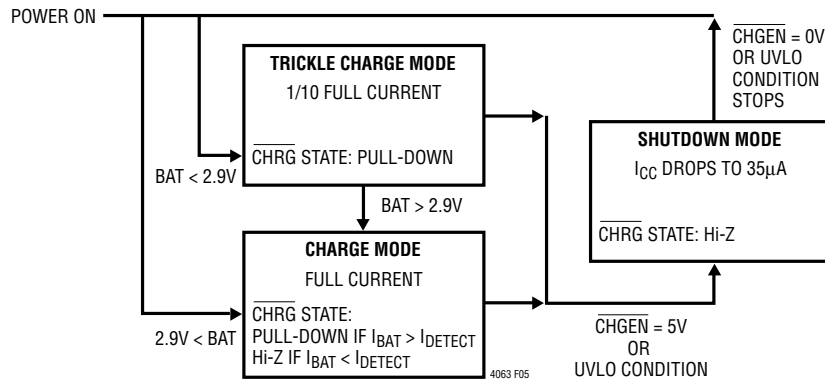 POWER ON
TRICKLE CHARGE MODE
1/10 FULL CURRENT
CHRG STATE: PULL-DOWN
BAT < 2.9V
BAT > 2.9V
CHARGE MODE
FULL CURRENT
CHRG STATE:
PULL-DOWN IF IBAT > IDETECT
Hi-Z IF IBAT < IDETECT
2.9V < BAT
4063 F05
CHGEN = 0V
OR UVLO
CONDITION
STOPS
SHUTDOWN MODE
ICC DROPS TO 35µA
CHRG STATE: Hi-Z
CHGEN = 5V
OR
UVLO CONDITION